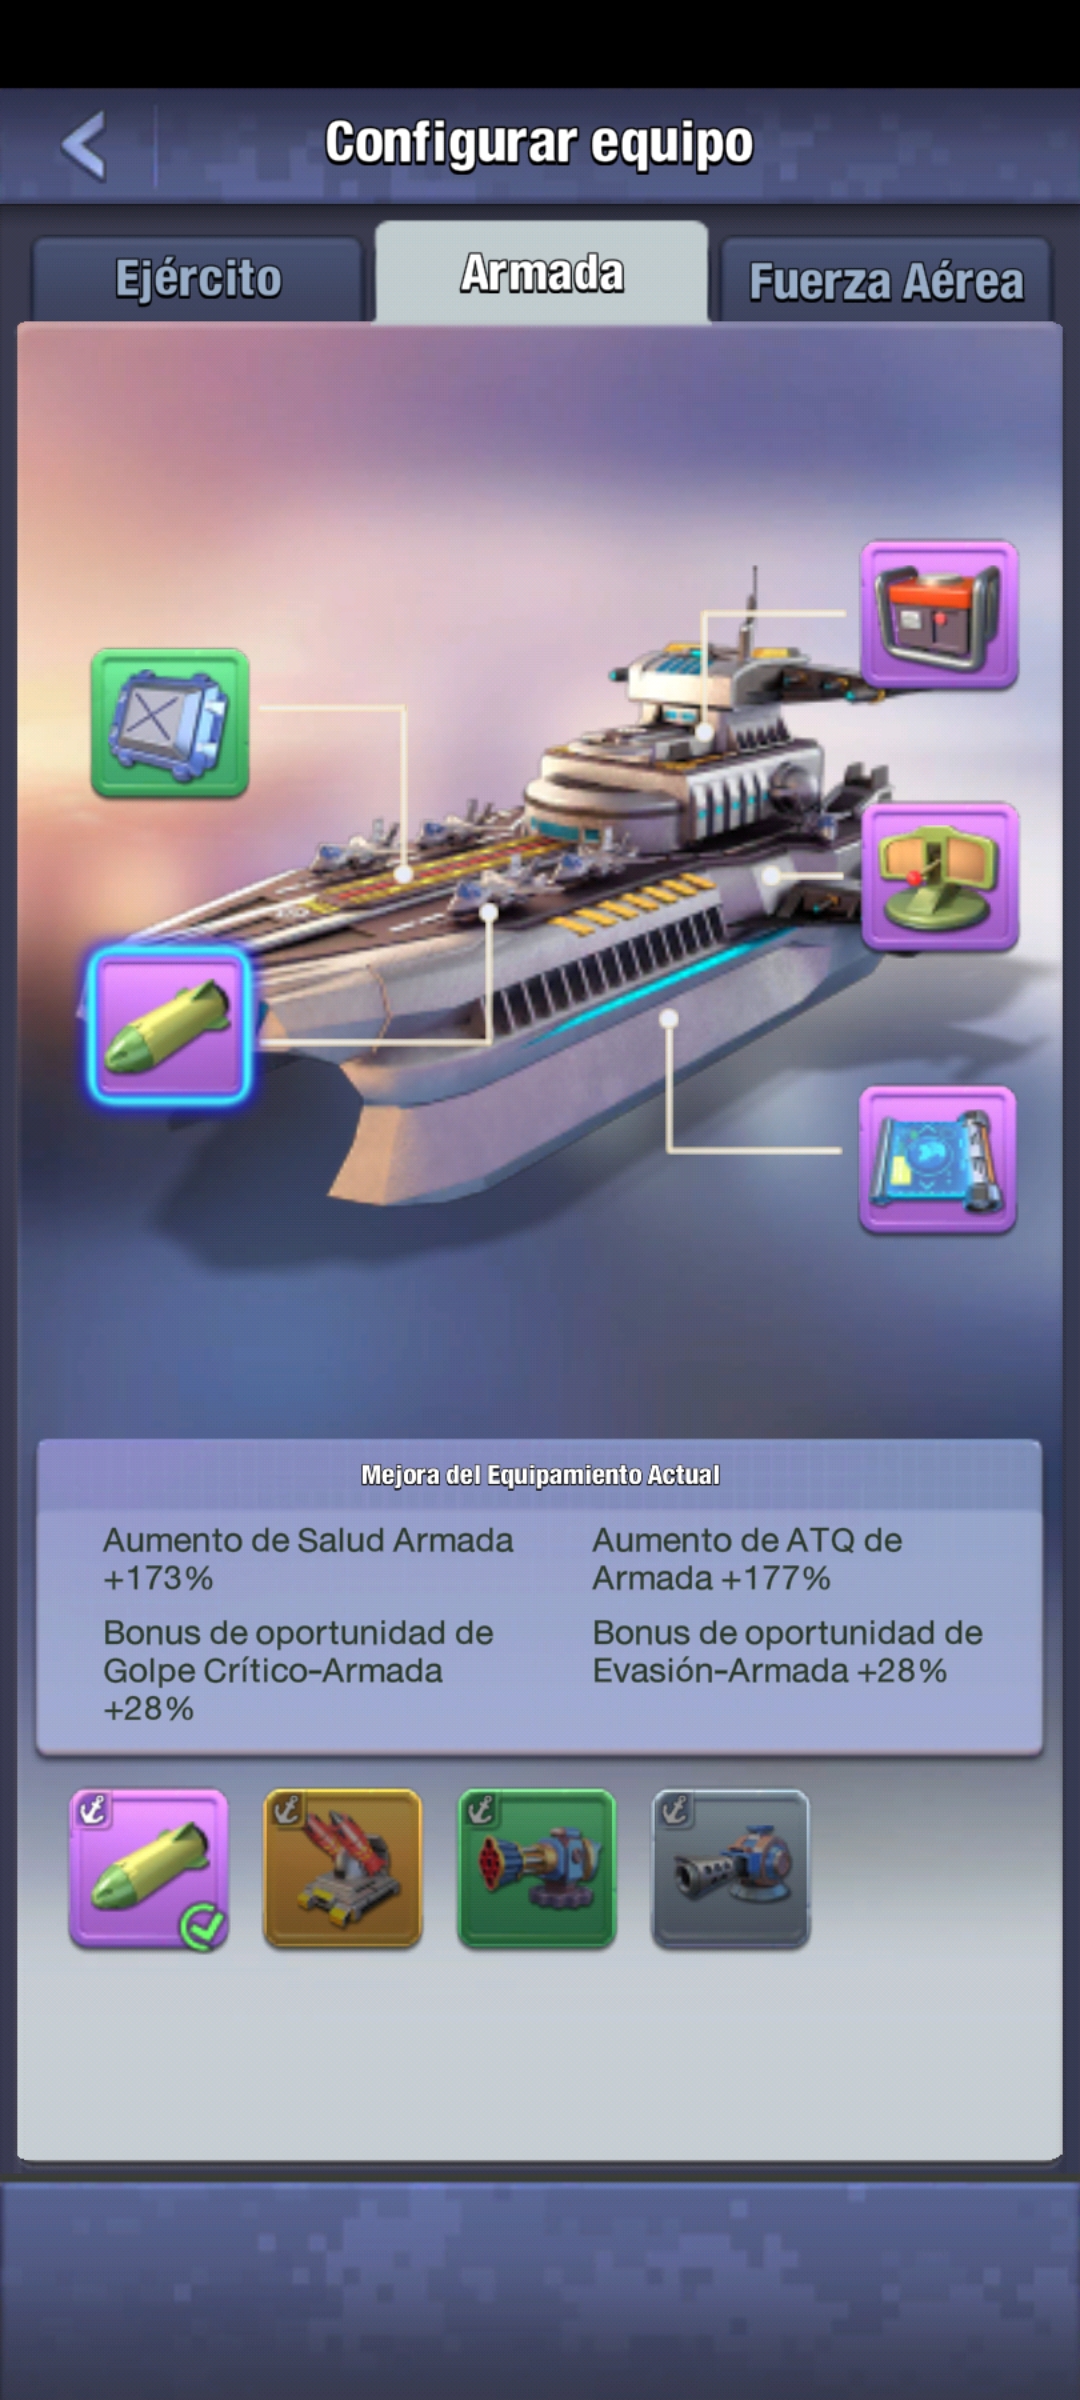 Configurar equipo
Ejército
Armada
Fuerza Aérea
Mejora del Equipamiento Actual
Aumento de Salud Armada
+173%
Aumento de ATQ de
Armada +177%
Bonus de oportunidad de
Golpe Crítico-Armada
+28%
Bonus de oportunidad de
Evasión-Armada +28%